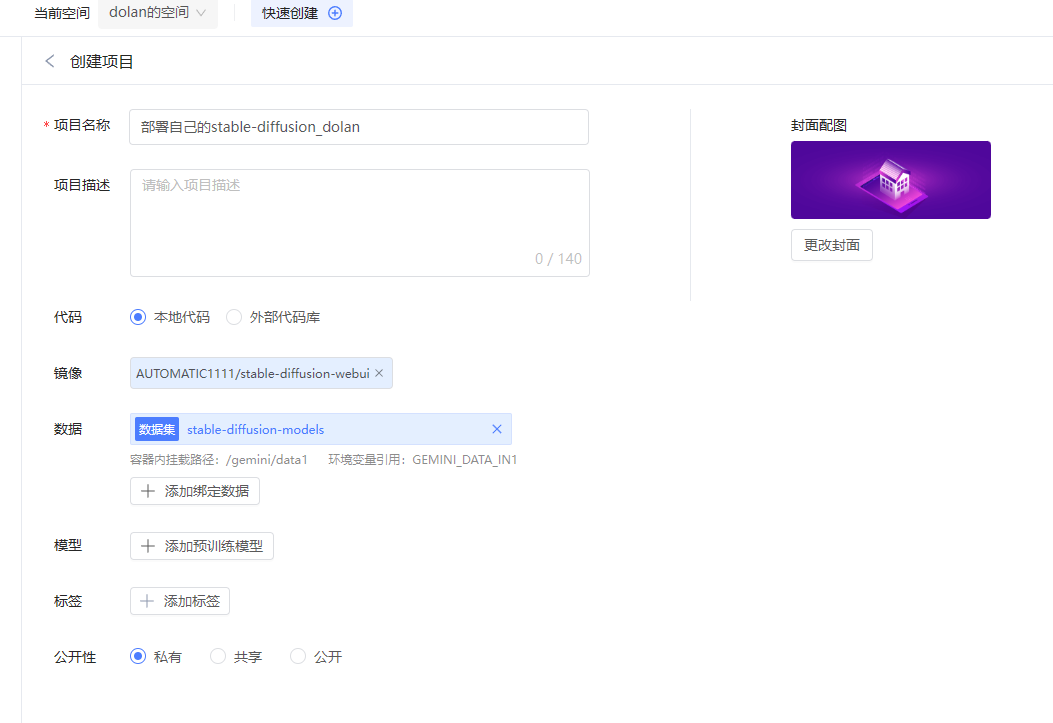 当前空间 dolan的空间 快速创建
创建项目
* 项目名称 部署自己的stable-diffusion_dolan
封面配图
项目描述 请输入项目描述
0 / 140
更改封面
代码 本地代码 外部代码库
镜像 AUTOMATIC1111/stable-diffusion-webui ×
数据 数据集 stable-diffusion-models ×
容器内挂载路径：/gemini/data1 环境变量引用：GEMINI_DATA_IN1
+ 添加绑定数据
模型 + 添加预训练模型
标签 + 添加标签
公开性 私有 共享 公开